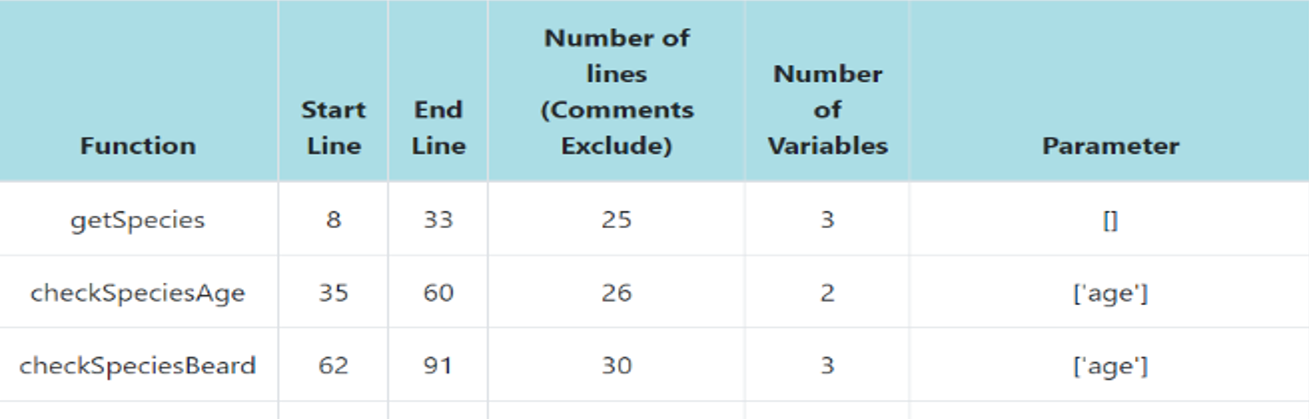 Function Start Line End Line Number of lines (Comments Exclude) Number of Variables Parameter
getSpecies 8 33 25 3 []
checkSpeciesAge 35 60 26 2 ['age']
checkSpeciesBeard 62 91 30 3 ['age']